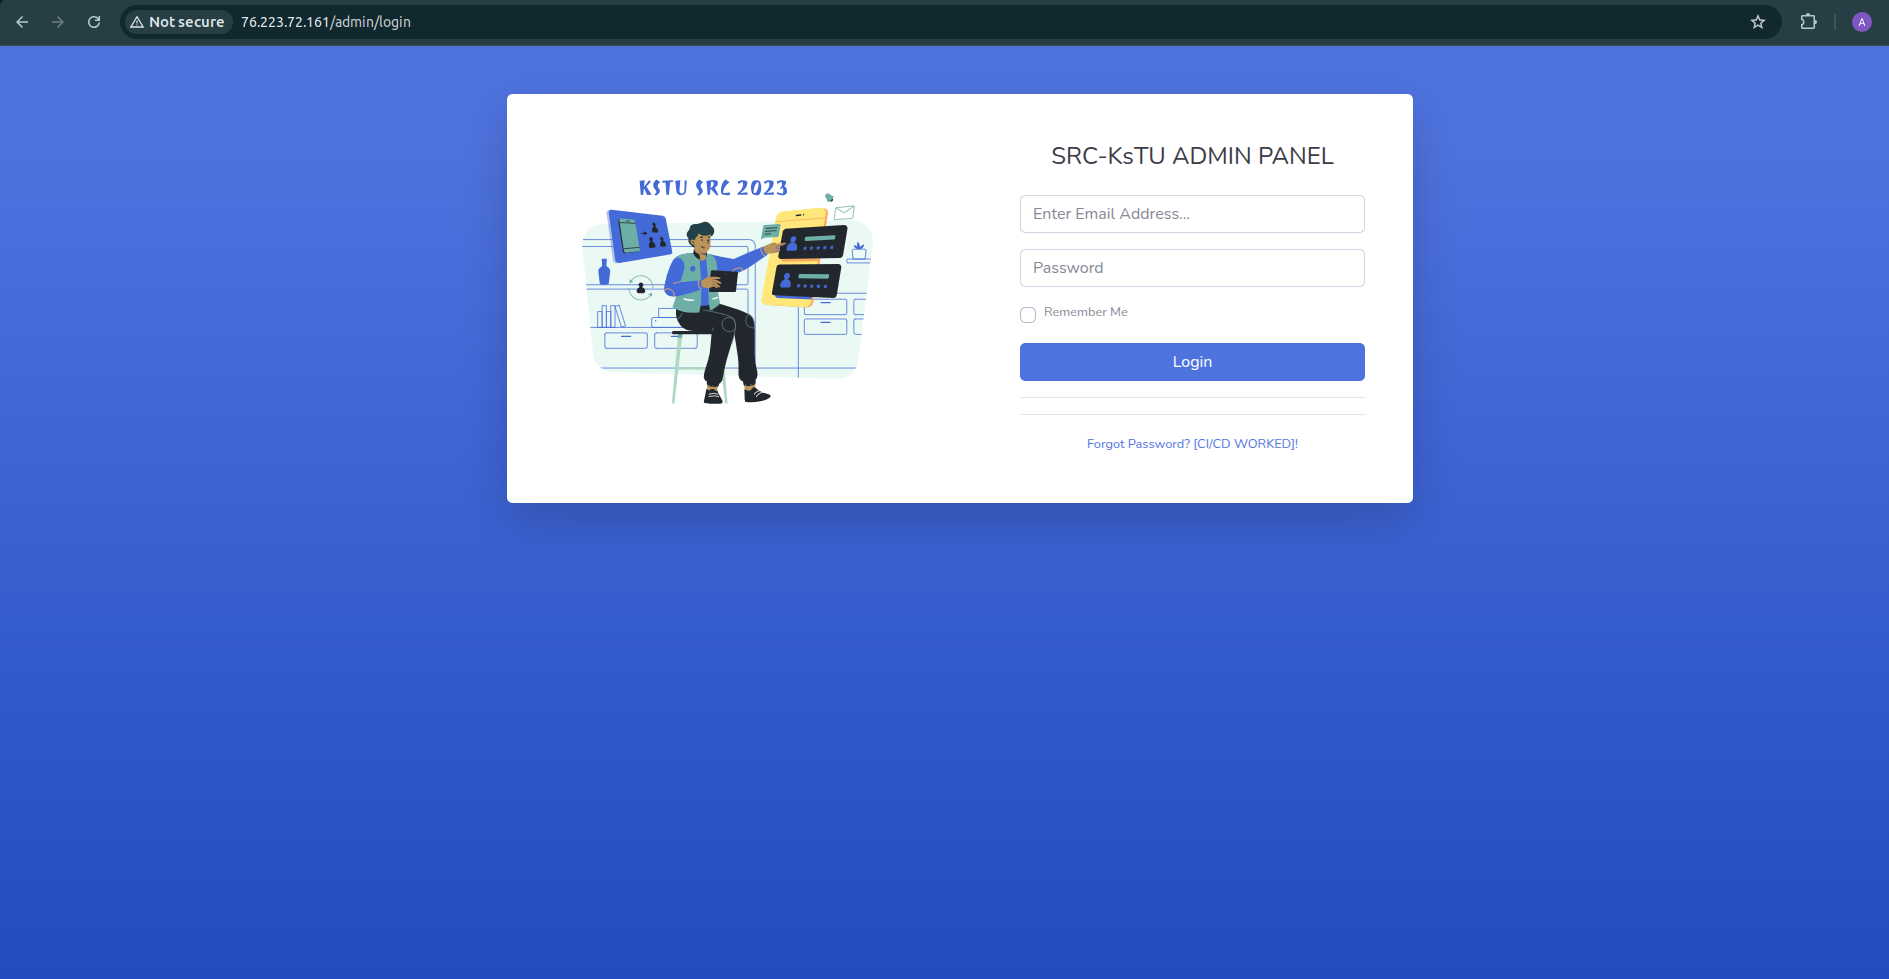 Not secure 76.223.72.161/admin/login
A
KSTU SRC 2023
SRC-KsTU ADMIN PANEL
Enter Email Address...
Password
Remember Me
Login
Forgot Password? [CI/CD WORKED]!